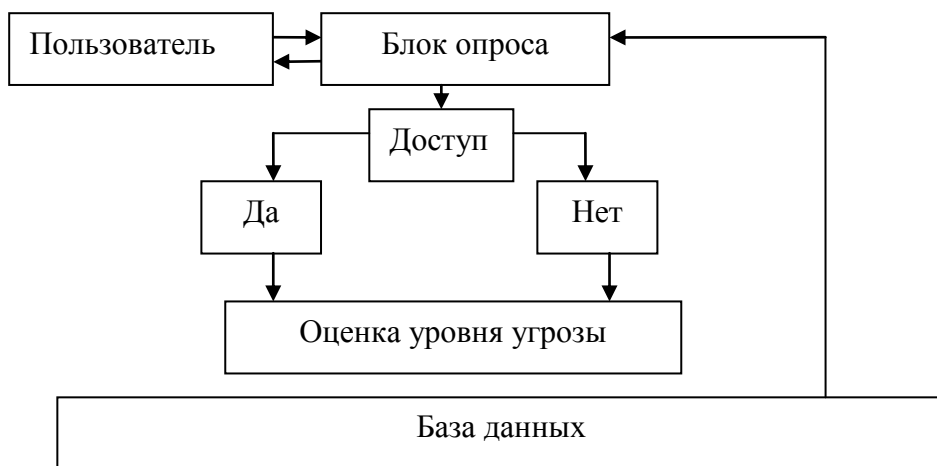 Пользователь
Блок опроса
Доступ
Да
Нет
Оценка уровня угрозы
База данных